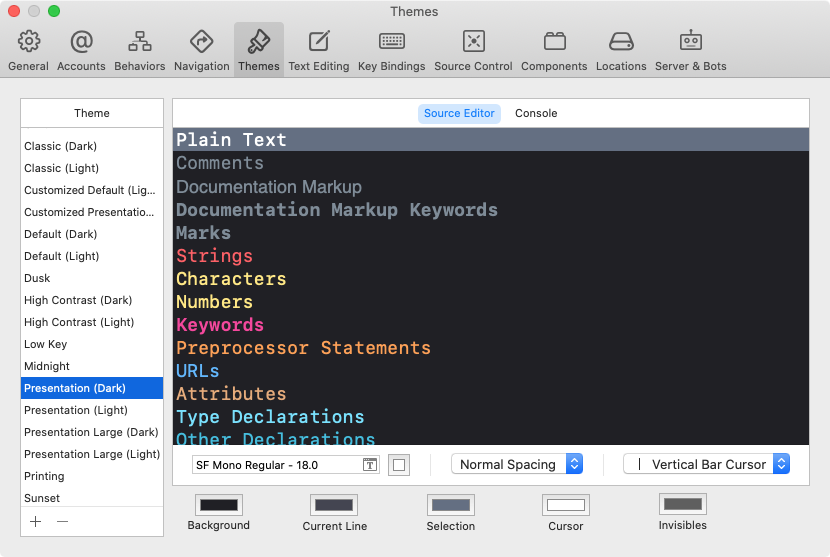 Themes
General Accounts Behaviors Navigation Themes Text Editing Key Bindings Source Control Components Locations Server & Bots
Theme
Classic (Dark)
Classic (Light)
Customized Default (Lig...
Customized Presentatio...
Default (Dark)
Default (Light)
Dusk
High Contrast (Dark)
High Contrast (Light)
Low Key
Midnight
Presentation (Dark)
Presentation (Light)
Presentation Large (Dark)
Presentation Large (Light)
Printing
Sunset
Source Editor Console
Plain Text
Comments
Documentation Markup
Documentation Markup Keywords
Marks
Strings
Characters
Numbers
Keywords
Preprocessor Statements
URLs
Attributes
Type Declarations
Other Declarations
SF Mono Regular - 18.0 Normal Spacing Vertical Bar Cursor
Background Current Line Selection Cursor Invisibles